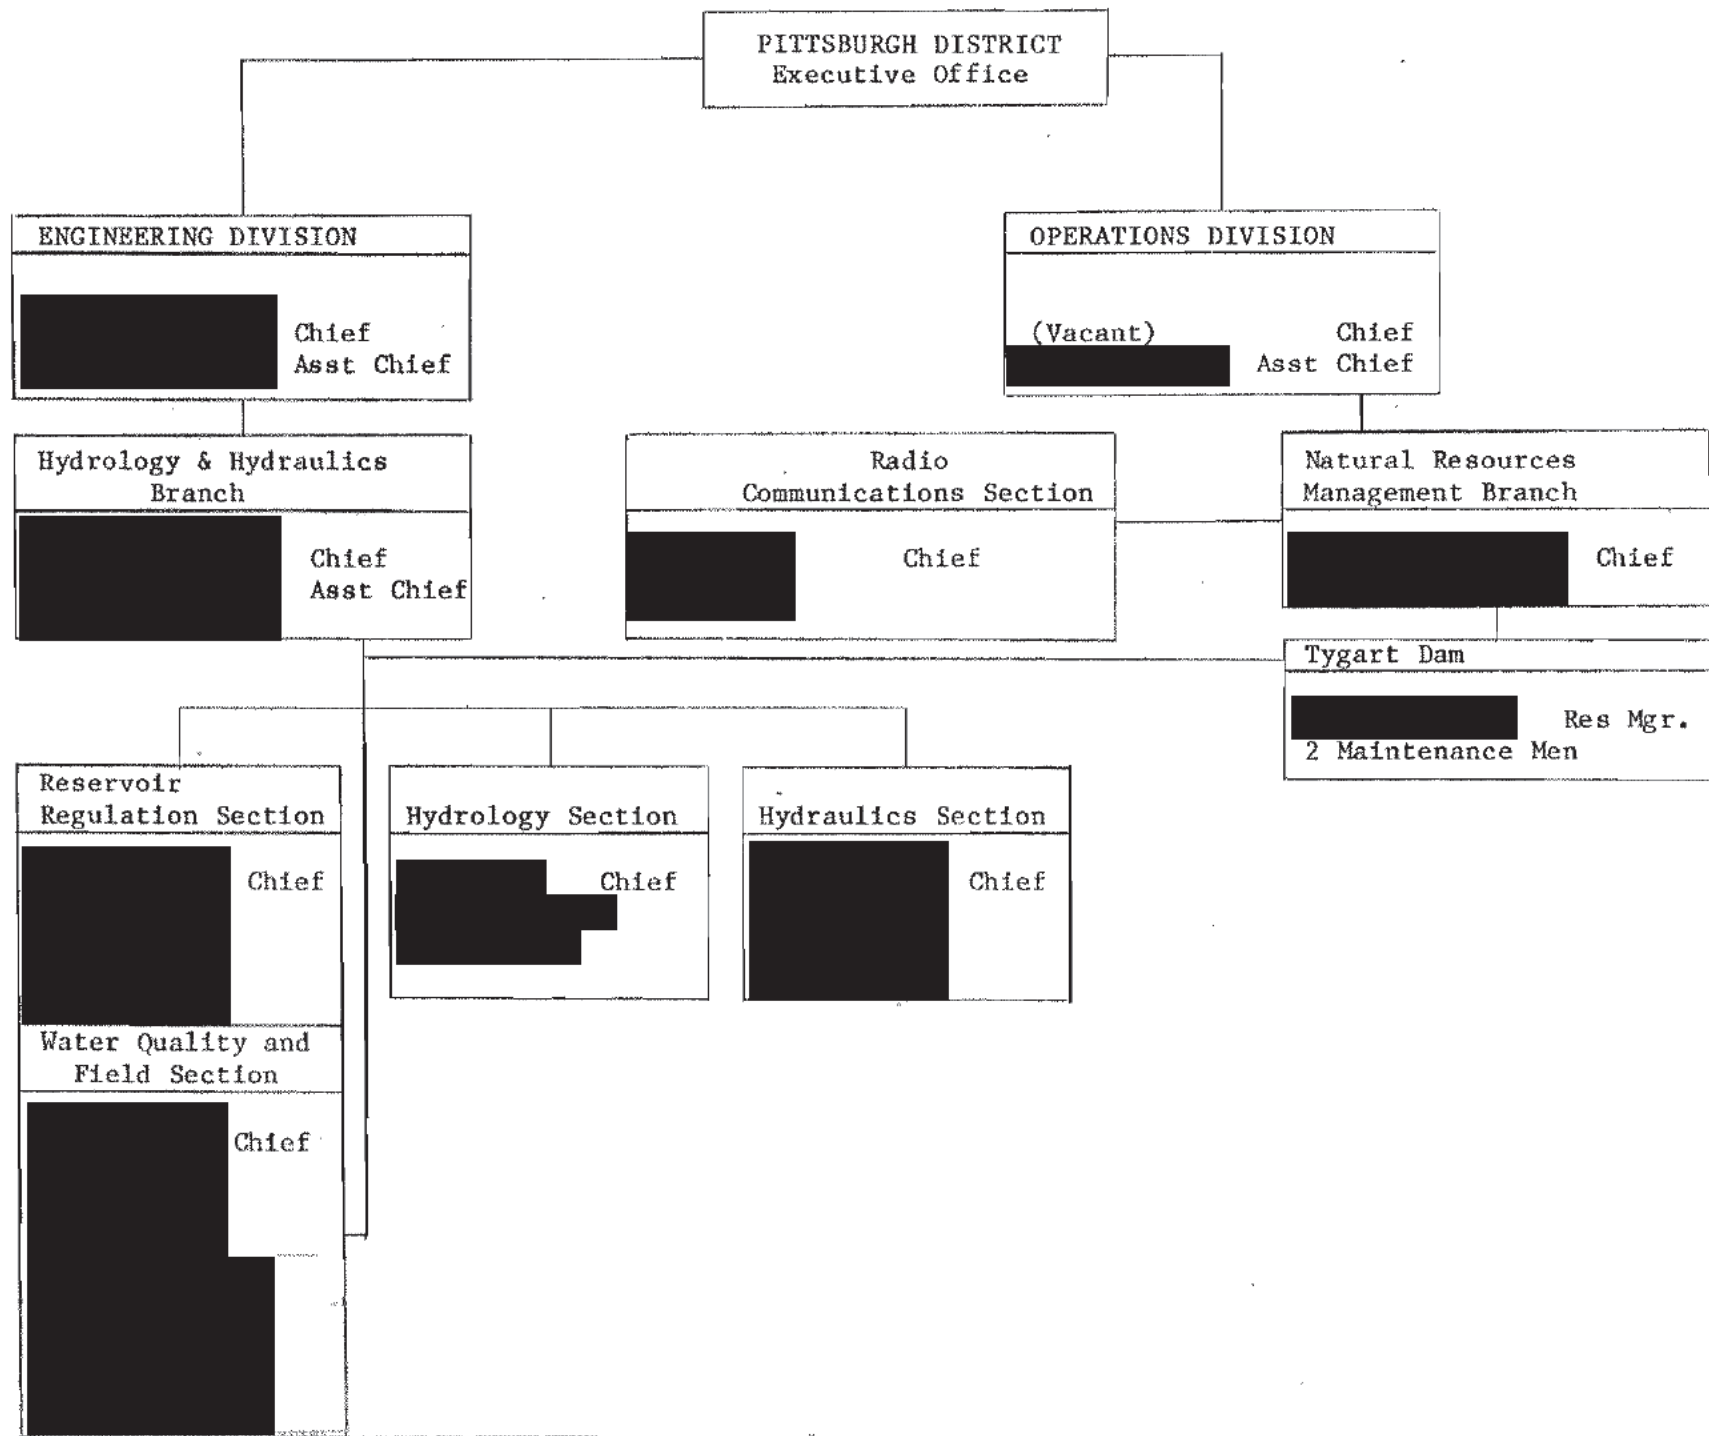 PITTSBURGH DISTRICT
Executive Office
ENGINEERING DIVISION
Chief
Asst Chief
OPERATIONS DIVISION
(Vacant) Chief
Asst Chief
Hydrology & Hydraulics
Branch
Chief
Asst Chief
Radio
Communications Section
Chief
Natural Resources
Management Branch
Chief
Tygart Dam
Res Mgr.
2 Maintenance Men
Reservoir
Regulation Section
Chief
Hydrology Section
Chief
Hydraulics Section
Chief
Water Quality and
Field Section
Chief